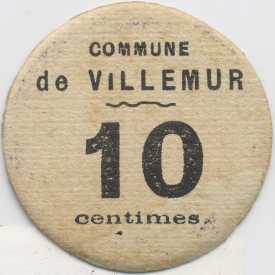 COMMUNE
de VILLEMUR
10
centimes.